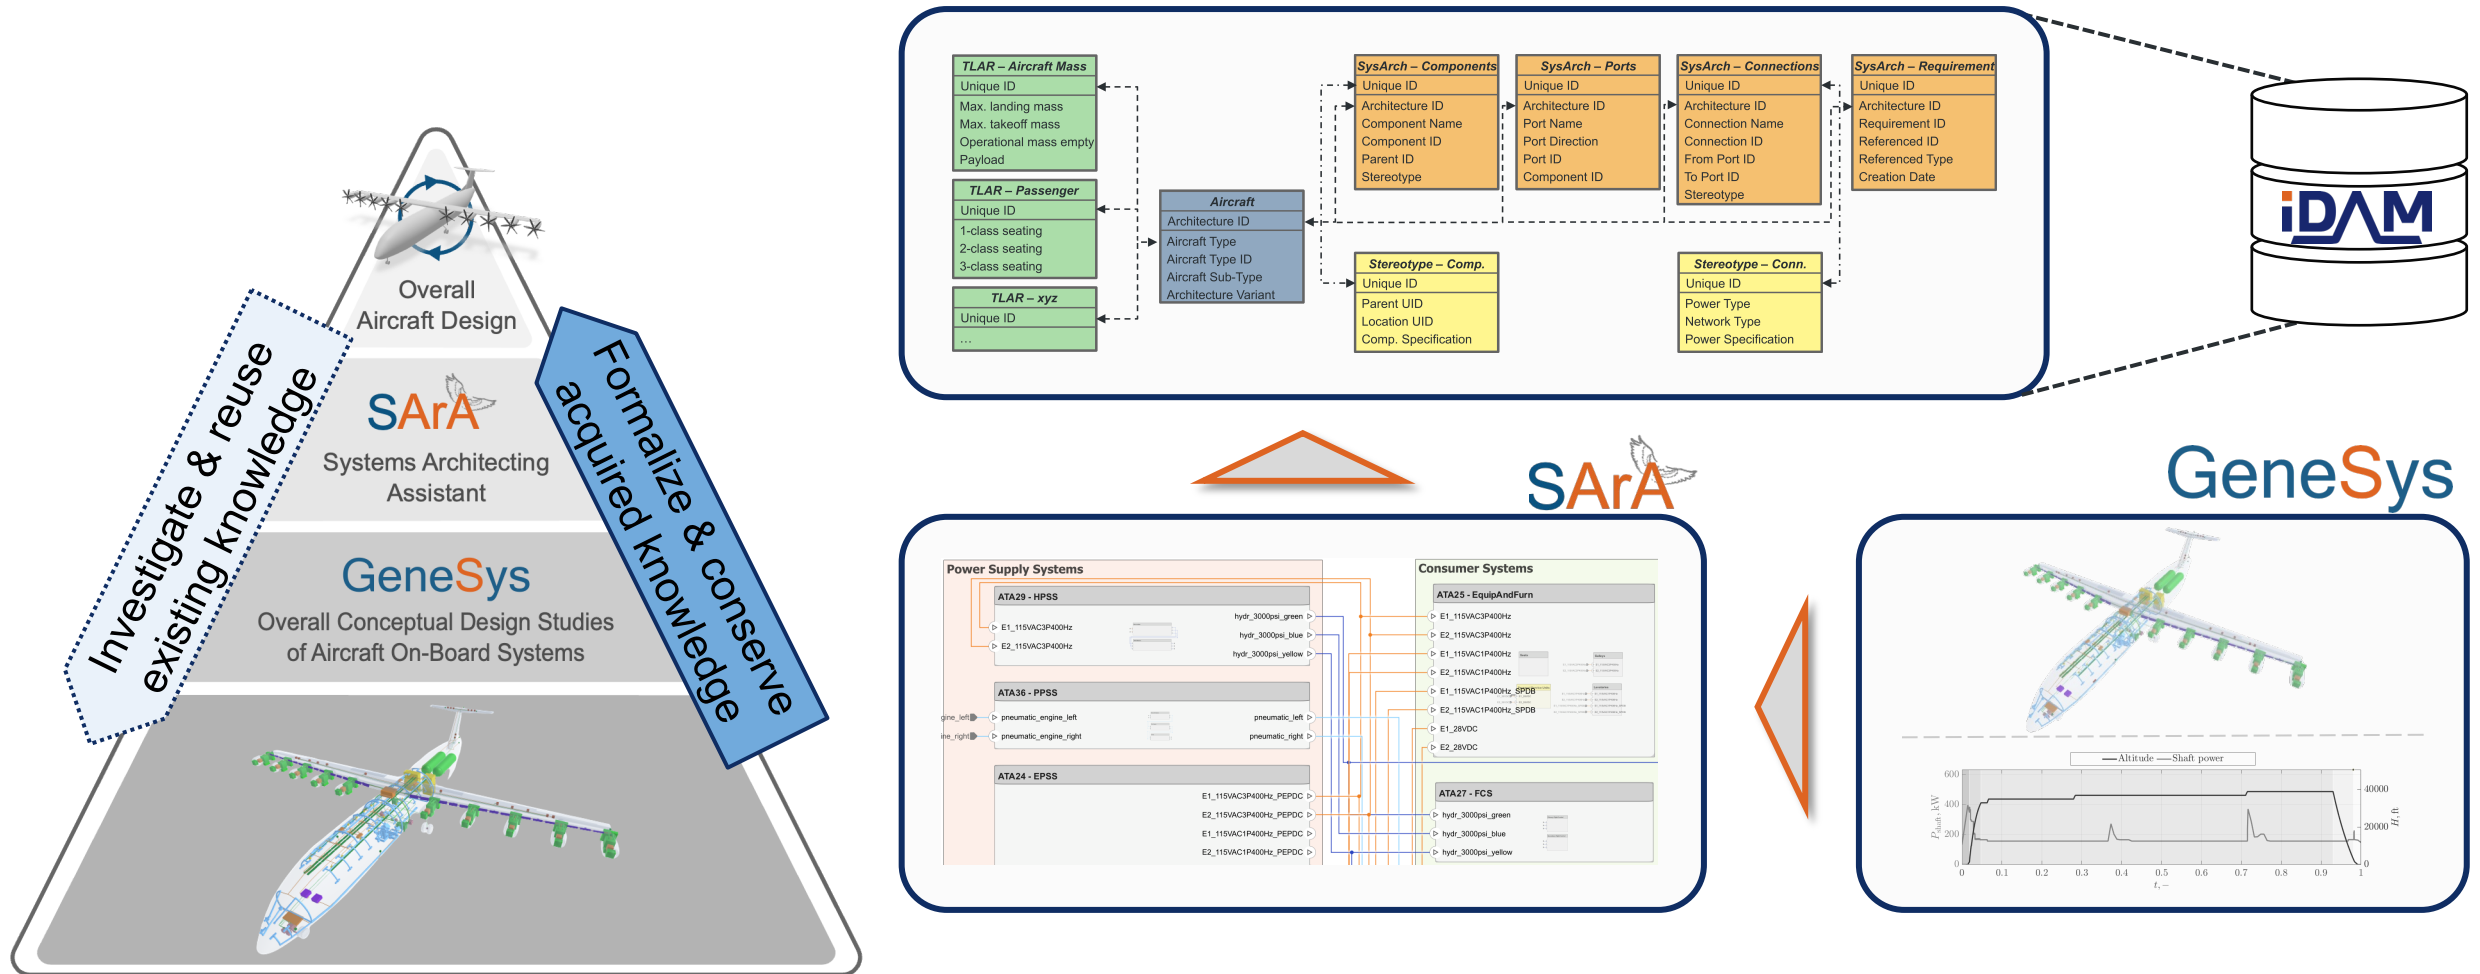 Overall
Aircraft Design
SArA
Systems Architecting
Assistant
GeneSys
Overall Conceptual Design Studies
of Aircraft On-Board Systems
Investigate & reuse
existing knowledge
Formalize & conserve
acquired knowledge
TLAR – Aircraft Mass
Unique ID
Max. landing mass
Max. takeoff mass
Operational mass empty
Payload
TLAR – Passenger
Unique ID
1-class seating
2-class seating
3-class seating
TLAR – xyz
Unique ID
...
Aircraft
Architecture ID
Aircraft Type
Aircraft Type ID
Aircraft Sub-Type
Architecture Variant
SysArch – Components
Unique ID
Architecture ID
Component Name
Component ID
Parent ID
Stereotype
SysArch – Ports
Unique ID
Architecture ID
Port Name
Port Direction
Port ID
Component ID
SysArch – Connections
Unique ID
Architecture ID
Connection Name
Connection ID
From Port ID
To Port ID
Stereotype
SysArch – Requirement
Unique ID
Architecture ID
Requirement ID
Referenced ID
Referenced Type
Creation Date
Stereotype – Comp.
Unique ID
Parent UID
Location UID
Comp. Specification
Stereotype – Conn.
Unique ID
Power Type
Network Type
Power Specification
iDAM
SArA
GeneSys
Power Supply Systems
ATA29 - HPSS
E1_115VAC3P400Hz
E2_115VAC3P400Hz
hydr_3000psi_green
hydr_3000psi_blue
hydr_3000psi_yellow
ATA36 - PPSS
gine_left
ine_right
pneumatic_engine_left
pneumatic_engine_right
pneumatic_left
pneumatic_right
ATA24 - EPSS
E1_115VAC3P400Hz_PEPDC
E2_115VAC3P400Hz_PEPDC
E1_115VAC1P400Hz_PEPDC
E2_115VAC1P400Hz_PEPDC
Consumer Systems
ATA25 - EquipAndFurn
E1_115VAC3P400Hz
E2_115VAC3P400Hz
E1_115VAC1P400Hz
E2_115VAC1P400Hz
E1_115VAC1P400Hz_SPDB
E2_115VAC1P400Hz_SPDB
E1_28VDC
E2_28VDC
ATA27 - FCS
hydr_3000psi_green
hydr_3000psi_blue
hydr_3000psi_yellow
Altitude Shaft power
600
400
200
0
Pshaft, kW
40000
20000
0
H, ft
0 0.1 0.2 0.3 0.4 0.5 0.6 0.7 0.8 0.9 1
t, –